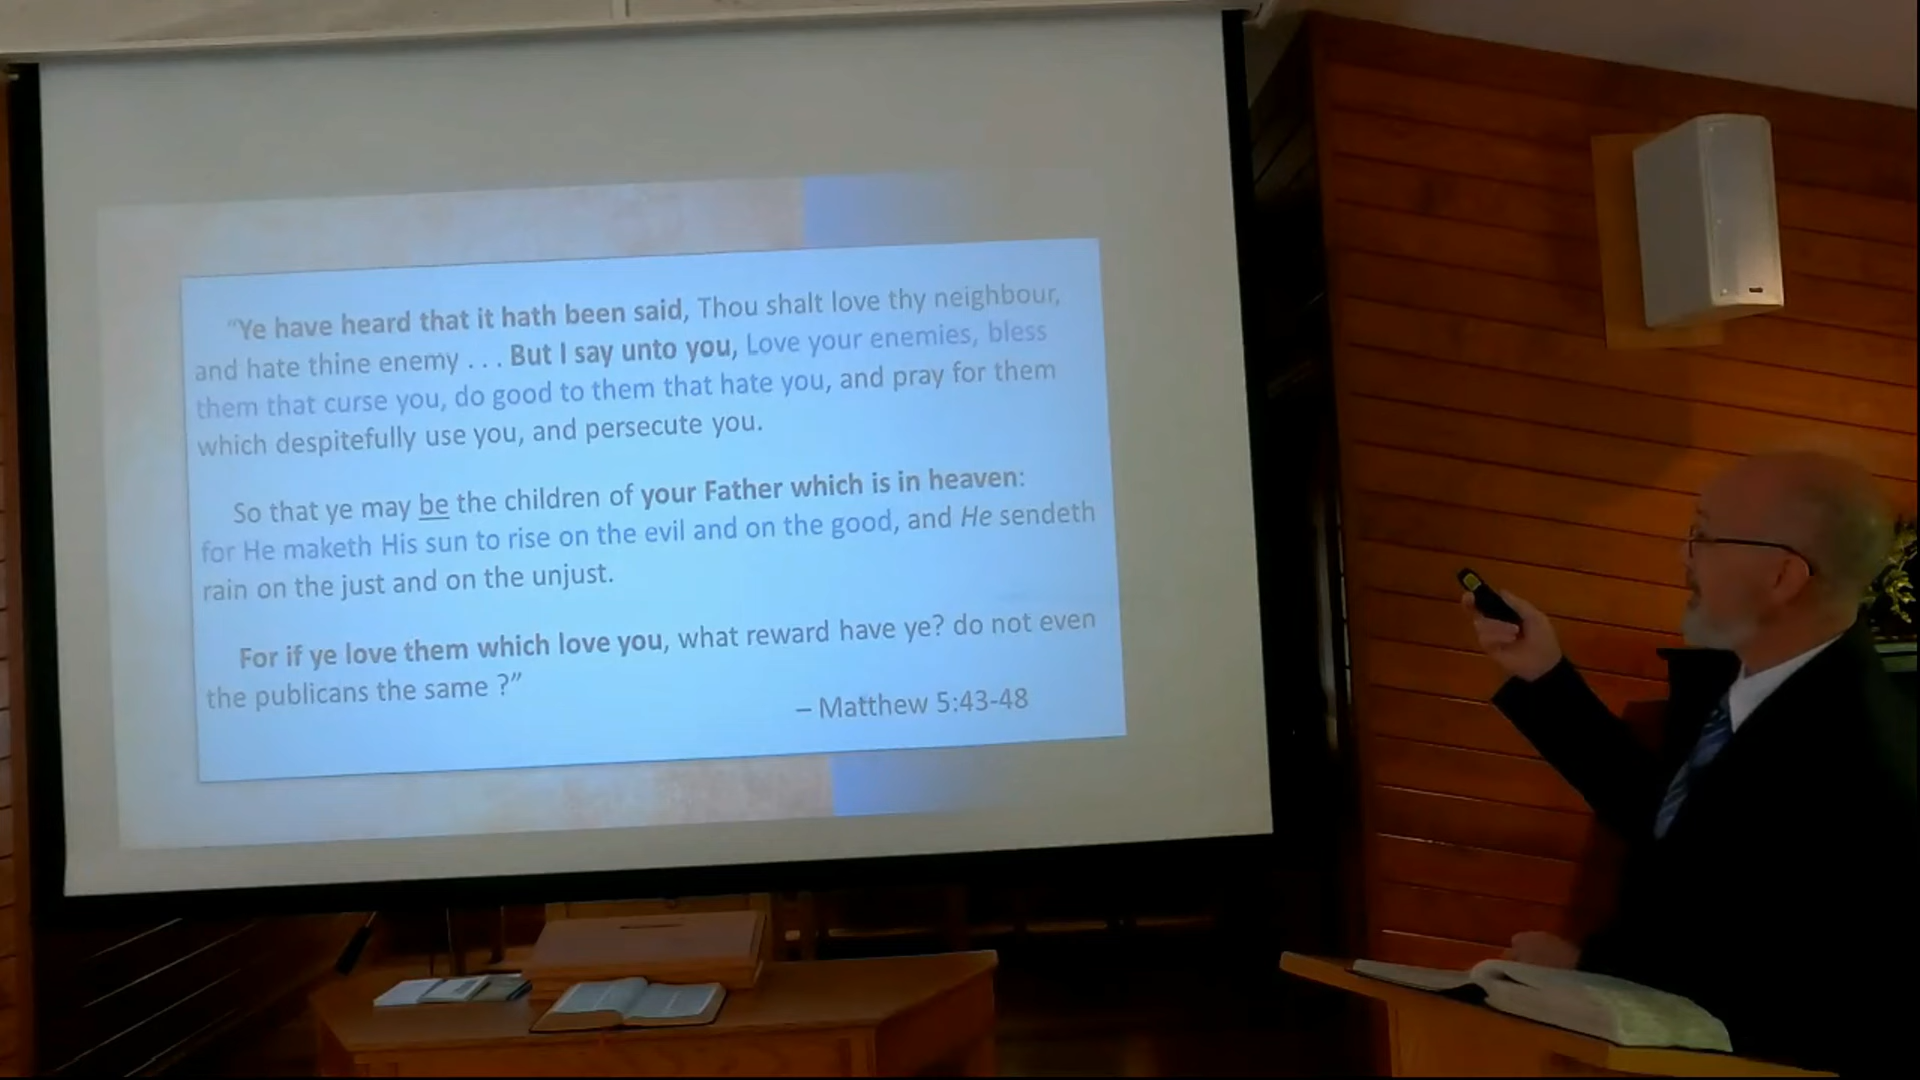 “Ye have heard that it hath been said, Thou shalt love thy neighbour,
and hate thine enemy . . . But I say unto you, Love your enemies, bless
them that curse you, do good to them that hate you, and pray for them
which despitefully use you, and persecute you.
So that ye may be the children of your Father which is in heaven:
for He maketh His sun to rise on the evil and on the good, and He sendeth
rain on the just and on the unjust.
For if ye love them which love you, what reward have ye? do not even
the publicans the same ?”
– Matthew 5:43-48